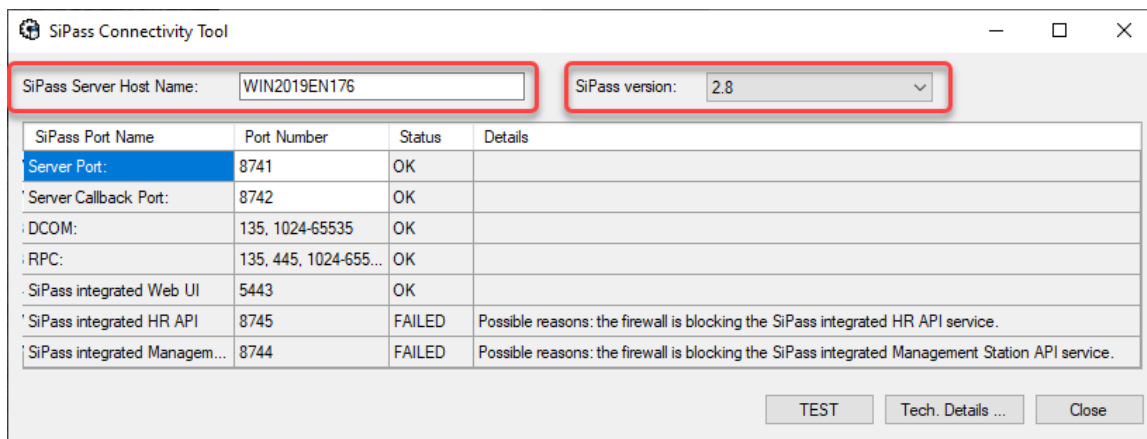 SiPass Connectivity Tool
SiPass Server Host Name: WIN2019EN176 SiPass version: 2.8
SiPass Port Name Port Number Status Details
Server Port: 8741 OK
Server Callback Port: 8742 OK
DCOM: 135, 1024-65535 OK
RPC: 135, 445, 1024-655... OK
SiPass integrated Web UI 5443 OK
SiPass integrated HR API 8745 FAILED Possible reasons: the firewall is blocking the SiPass integrated HR API service.
SiPass integrated Managem... 8744 FAILED Possible reasons: the firewall is blocking the SiPass integrated Management Station API service.
TEST Tech. Details ... Close